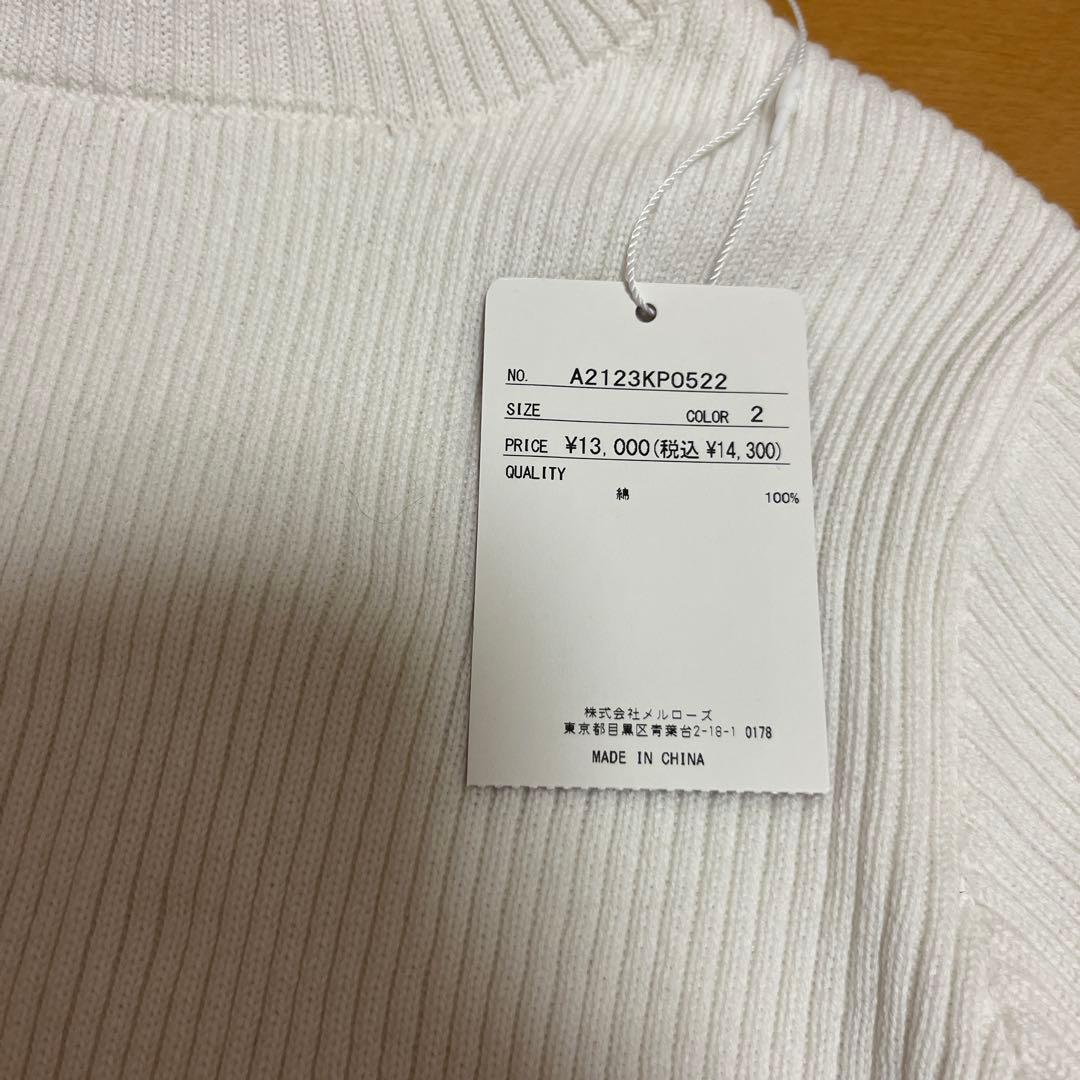 NO. A2123KP0522
SIZE COLOR 2
PRICE ¥13,000(税込 ¥14,300)
QUALITY
綿 100%
株式会社メルローズ
東京都目黒区青葉台2-18-1 0178
MADE IN CHINA